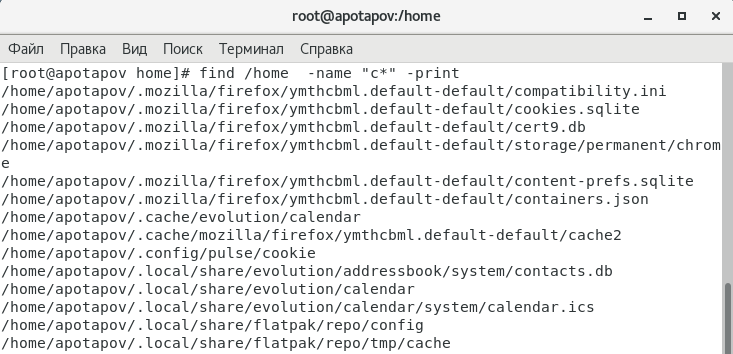 root@apotapov:/home
Файл Правка Вид Поиск Терминал Справка
[root@apotapov home]# find /home  -name "c*" -print
/home/apotapov/.mozilla/firefox/ymthcbml.default-default/compatibility.ini
/home/apotapov/.mozilla/firefox/ymthcbml.default-default/cookies.sqlite
/home/apotapov/.mozilla/firefox/ymthcbml.default-default/cert9.db
/home/apotapov/.mozilla/firefox/ymthcbml.default-default/storage/permanent/chrom
e
/home/apotapov/.mozilla/firefox/ymthcbml.default-default/content-prefs.sqlite
/home/apotapov/.mozilla/firefox/ymthcbml.default-default/containers.json
/home/apotapov/.cache/evolution/calendar
/home/apotapov/.cache/mozilla/firefox/ymthcbml.default-default/cache2
/home/apotapov/.config/pulse/cookie
/home/apotapov/.local/share/evolution/addressbook/system/contacts.db
/home/apotapov/.local/share/evolution/calendar
/home/apotapov/.local/share/evolution/calendar/system/calendar.ics
/home/apotapov/.local/share/flatpak/repo/config
/home/apotapov/.local/share/flatpak/repo/tmp/cache